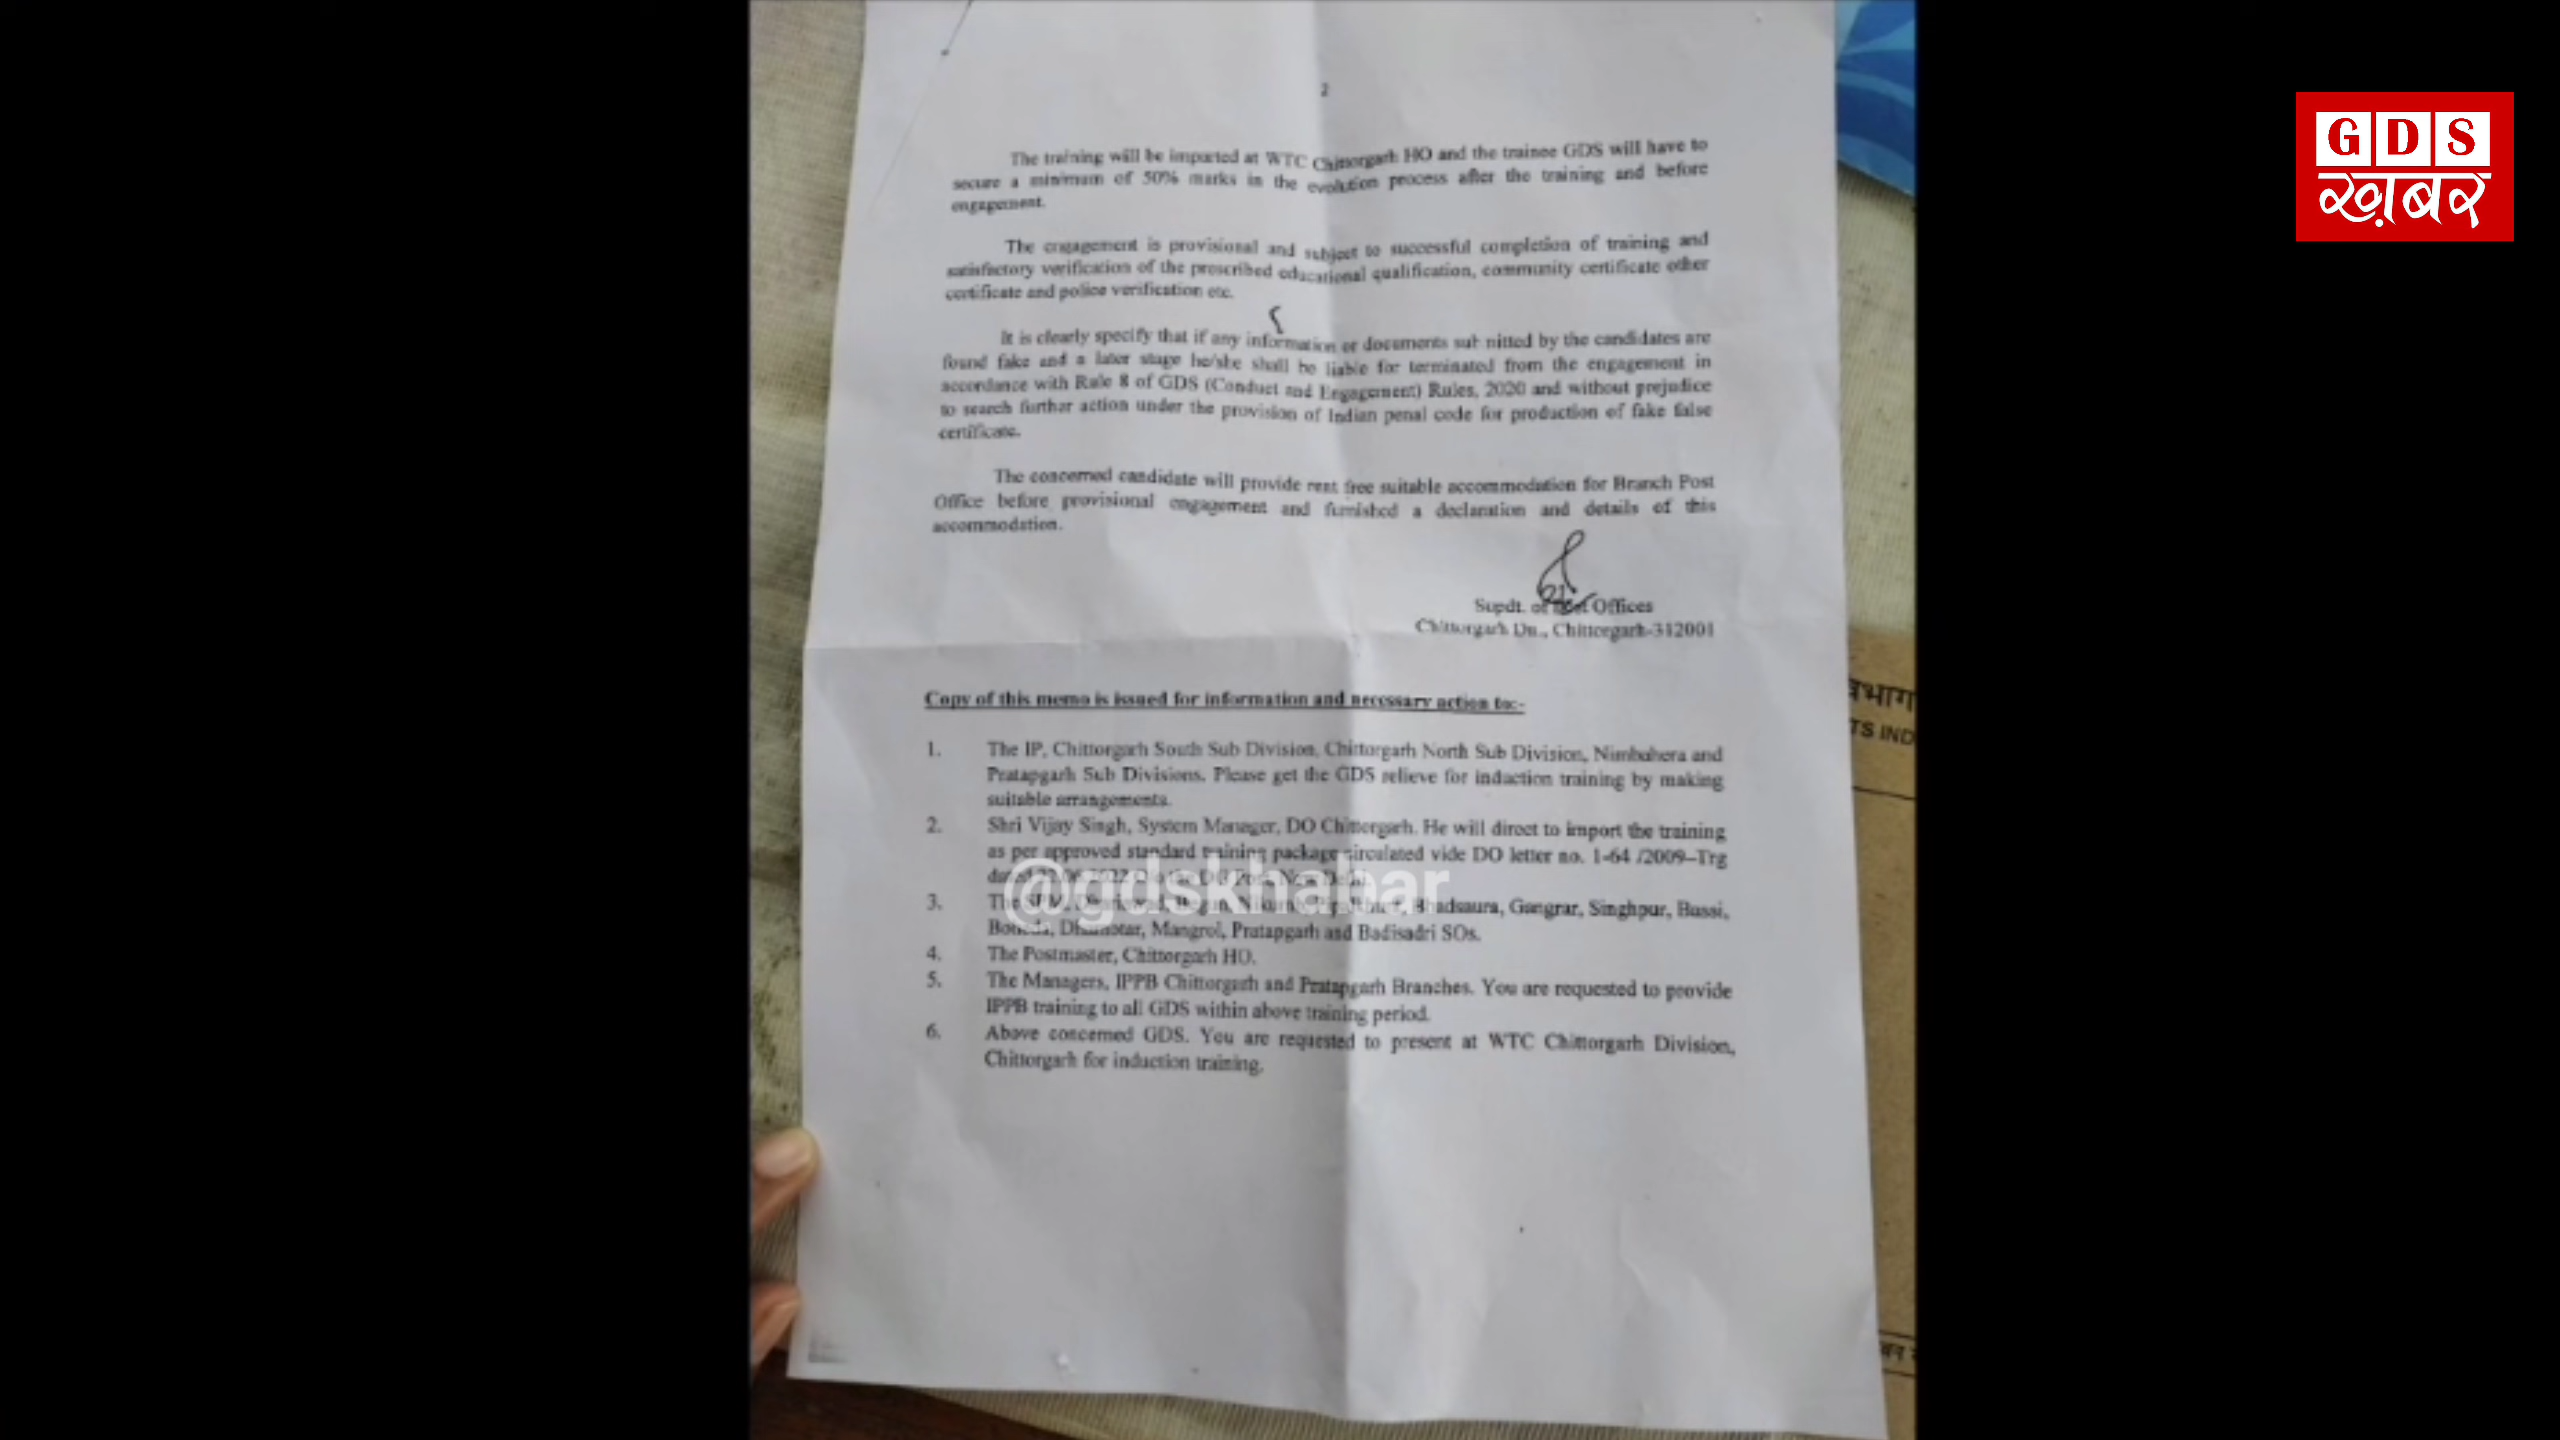 GDS
ख़बर
2
The training will be imparted at WTC Chittorgarh HO and the trainee GDS will have to
secure a minimum of 50% marks in the evolution process after the training and before
engagement.
The engagement is provisional and subject to successful completion of training and
satisfactory verification of the prescribed educational qualification, community certificate other
certificate and police verification etc.
It is clearly specify that if any information or documents submitted by the candidates are
found fake and a later stage he/she shall be liable for terminated from the engagement in
accordance with Rule 8 of GDS (Conduct and Engagement) Rules, 2020 and without prejudice
to search further action under the provision of Indian penal code for production of fake false
certificate.
The concerned candidate will provide rent free suitable accommodation for Branch Post
Office before provisional engagement and furnished a declaration and details of this
accommodation.
Supdt. of Post Offices
Chittorgarh Dn., Chittorgarh-312001
Copy of this memo is issued for information and necessary action to:-
1. The IP, Chittorgarh South Sub Division, Chittorgarh North Sub Division, Nimbahera and
Pratapgarh Sub Divisions. Please get the GDS relieve for induction training by making
suitable arrangements.
2. Shri Vijay Singh, System Manager, DO Chittorgarh. He will direct to import the training
as per approved standard training package circulated vide DO letter no. 1-64 /2009–Trg
@gdskhabar
3. The SPM, Bhadsaura, Gangrar, Singhpur, Bassi,
Mangrol, Pratapgarh and Badisadri SOs.
4. The Postmaster, Chittorgarh HO.
5. The Managers, IPPB Chittorgarh and Pratapgarh Branches. You are requested to provide
IPPB training to all GDS within above training period.
6. Above concerned GDS. You are requested to present at WTC Chittorgarh Division,
Chittorgarh for induction training.